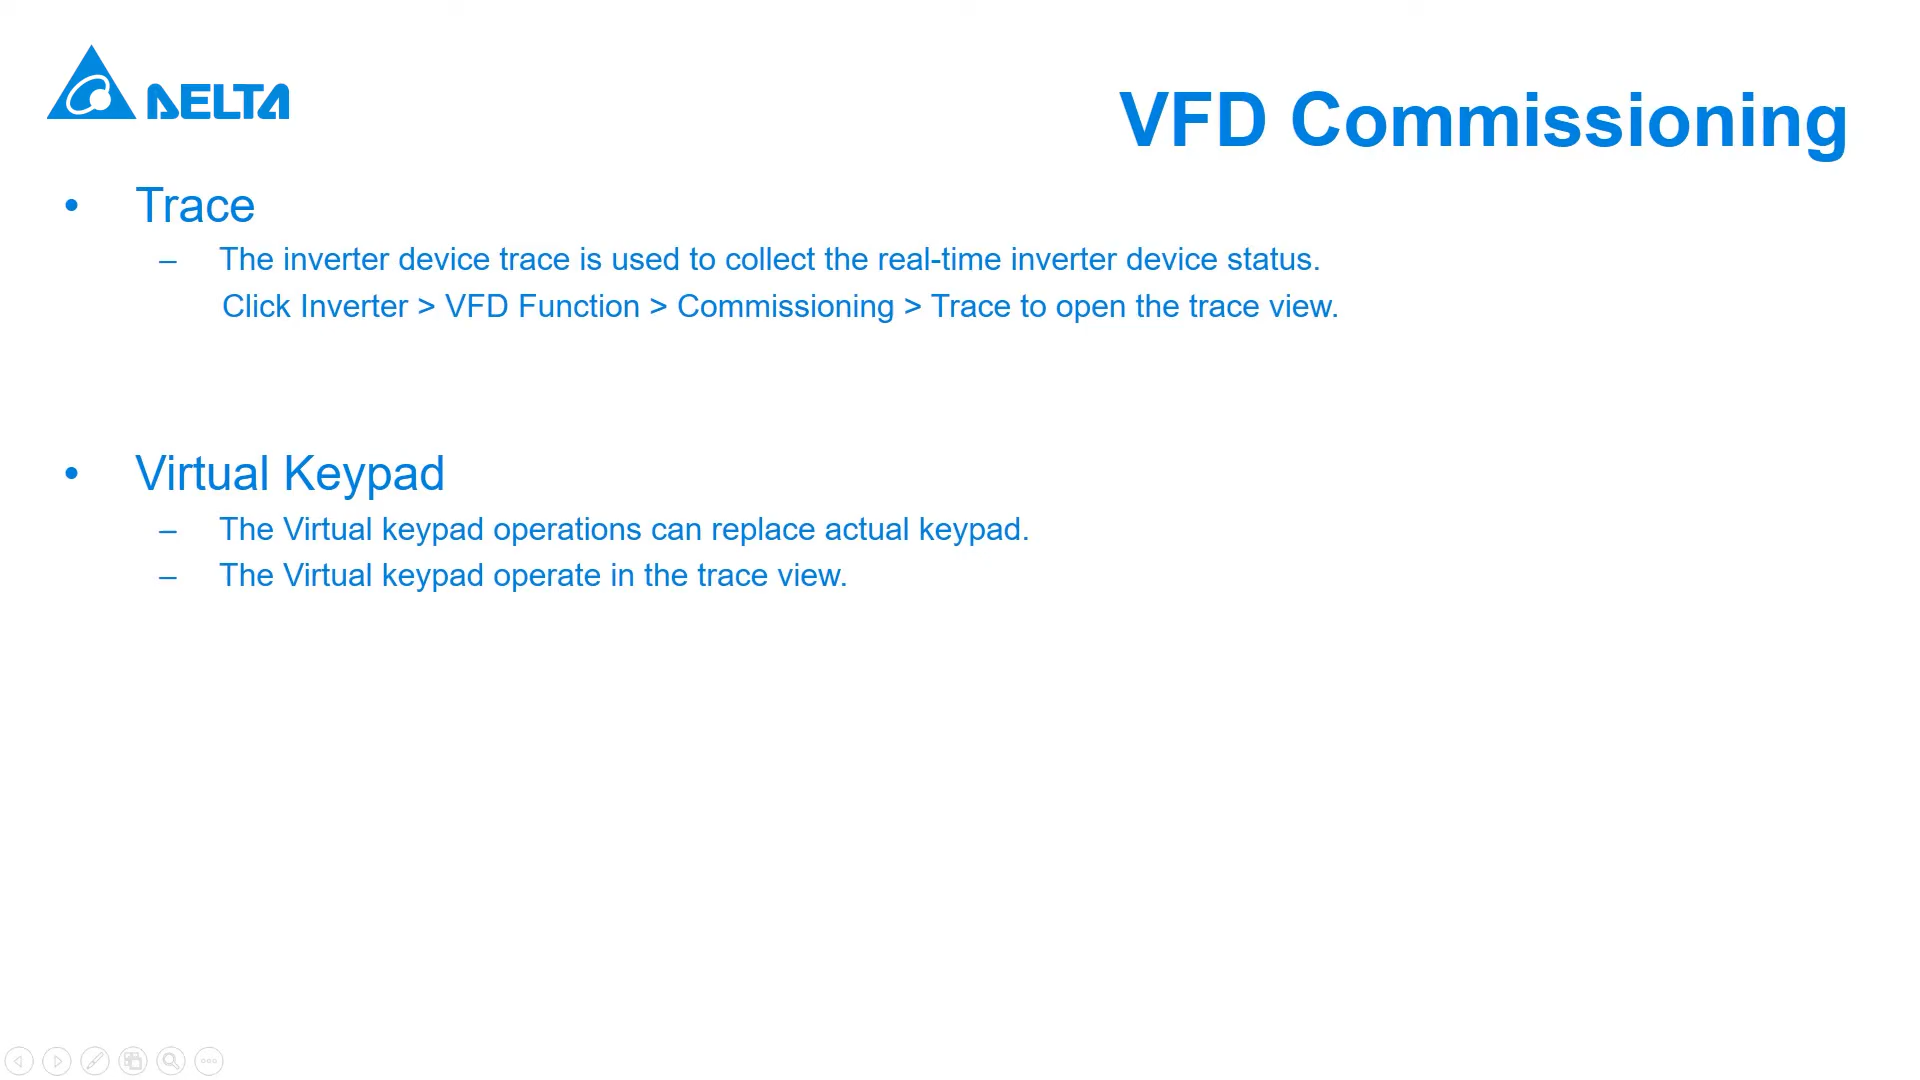 DELTA
VFD Commissioning
• Trace
– The inverter device trace is used to collect the real-time inverter device status.
Click Inverter > VFD Function > Commissioning > Trace to open the trace view.
• Virtual Keypad
– The Virtual keypad operations can replace actual keypad.
– The Virtual keypad operate in the trace view.